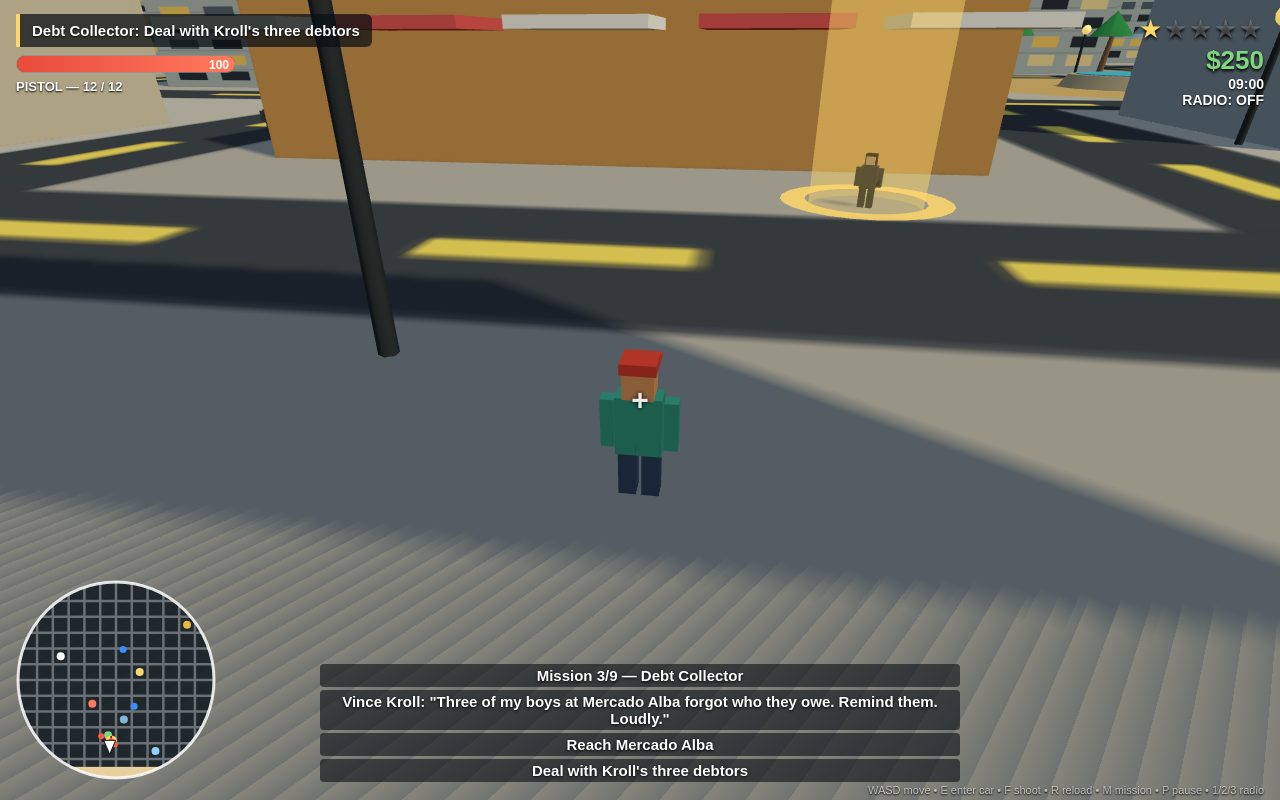 Debt Collector: Deal with Kroll's three debtors
100
PISTOL — 12 / 12
$250
09:00
RADIO: OFF
Mission 3/9 — Debt Collector
Vince Kroll: "Three of my boys at Mercado Alba forgot who they owe. Remind them.
Loudly."
Reach Mercado Alba
Deal with Kroll's three debtors
WASD move • E enter car • F shoot • R reload • M mission • P pause • 1/2/3 radio